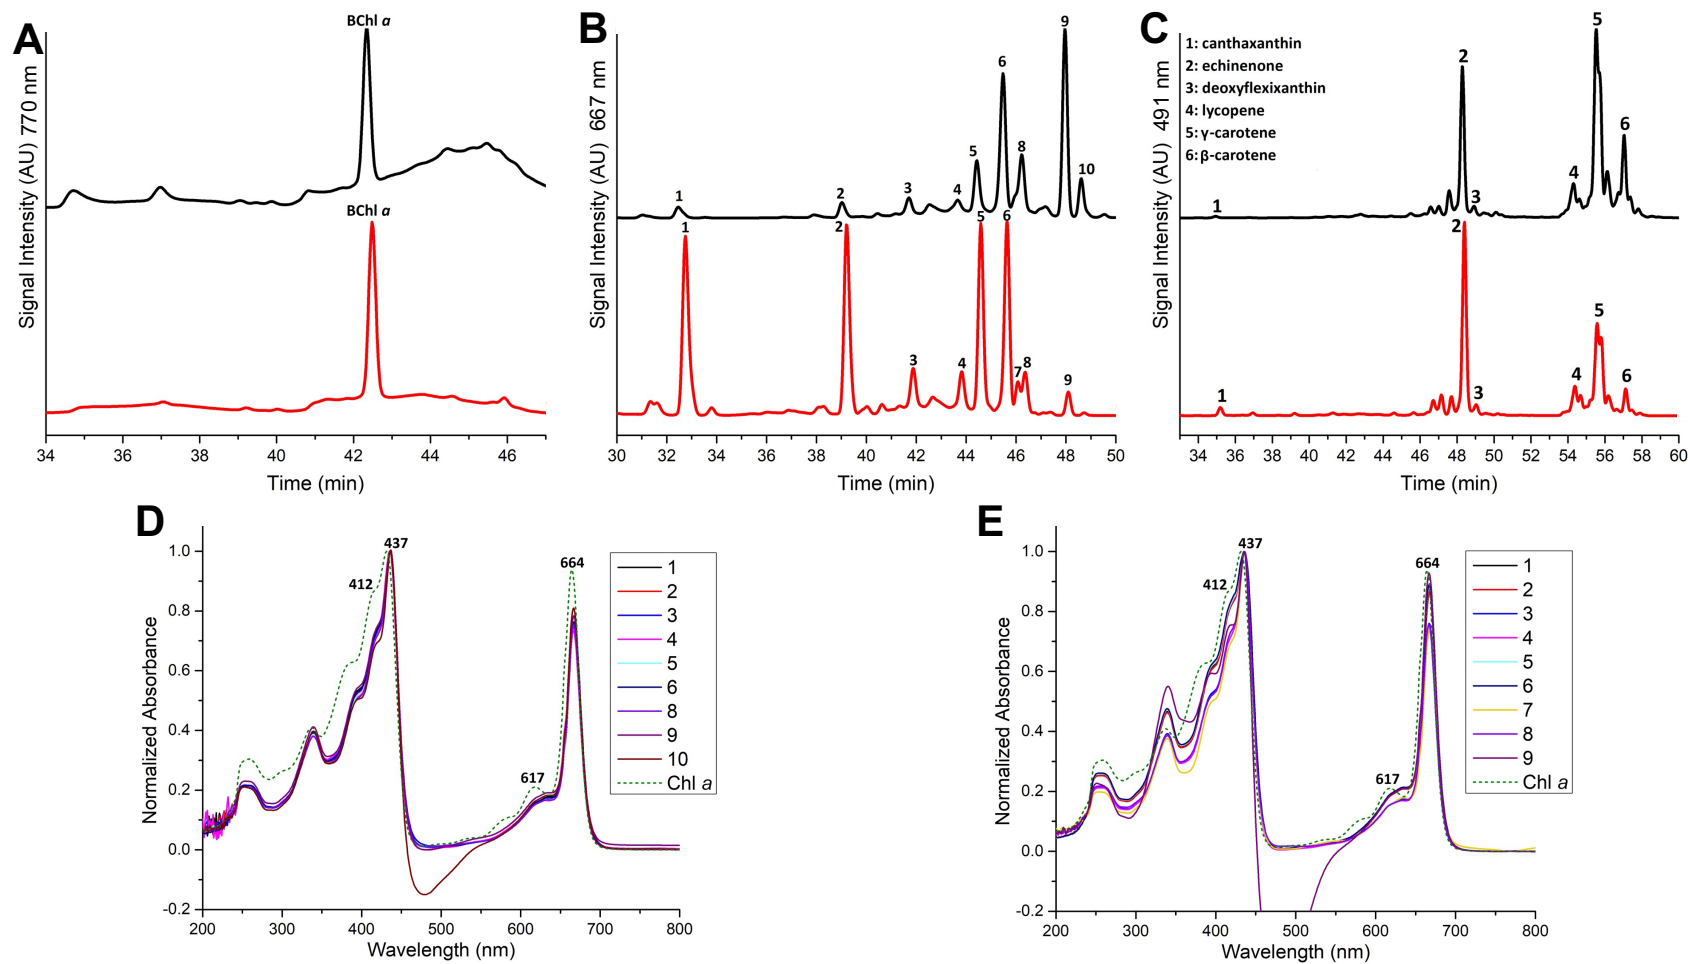 A
Signal Intensity (AU) 770 nm
BChl a
BChl a
34 36 38 40 42 44 46
Time (min)
B
Signal Intensity (AU) 667 nm
1 2 3 4 5 6 8 9 10
1 2 3 4 5 6 7 8 9
30 32 34 36 38 40 42 44 46 48 50
Time (min)
C
Signal Intensity (AU) 491 nm
1: canthaxanthin
2: echinenone
3: deoxyflexixanthin
4: lycopene
5: γ-carotene
6: β-carotene
1 2 3 4 5 6
1 2 3 4 5 6
34 36 38 40 42 44 46 48 50 52 54 56 58 60
Time (min)
D
Normalized Absorbance
1.0
0.8
0.6
0.4
0.2
0.0
-0.2
412
437
617
664
1
2
3
4
5
6
8
9
10
Chl a
200 300 400 500 600 700 800
Wavelength (nm)
E
Normalized Absorbance
1.0
0.8
0.6
0.4
0.2
0.0
-0.2
412
437
617
664
1
2
3
4
5
6
7
8
9
Chl a
200 300 400 500 600 700 800
Wavelength (nm)